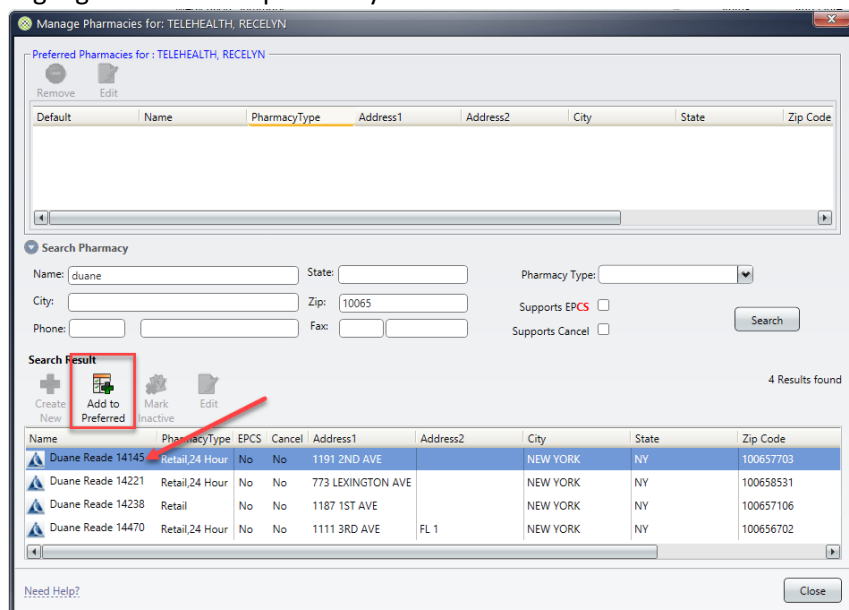 Manage Pharmacies for: TELEHEALTH, RECELYN
Preferred Pharmacies for : TELEHEALTH, RECELYN
Remove Edit
Default Name PharmacyType Address1 Address2 City State Zip Code
Search Pharmacy
Name: duane State: Pharmacy Type:
City: Zip: 10065 Supports EPCS
Phone: Fax: Supports Cancel Search
Search Result
4 Results found
Create New Add to Preferred Mark Inactive Edit
Name PharmacyType EPCS Cancel Address1 Address2 City State Zip Code
Duane Reade 14145 Retail,24 Hour No No 1191 2ND AVE NEW YORK NY 100657703
Duane Reade 14221 Retail,24 Hour No No 773 LEXINGTON AVE NEW YORK NY 100658531
Duane Reade 14238 Retail No No 1187 1ST AVE NEW YORK NY 100657106
Duane Reade 14470 Retail,24 Hour No No 1111 3RD AVE FL 1 NEW YORK NY 100656702
Need Help? Close